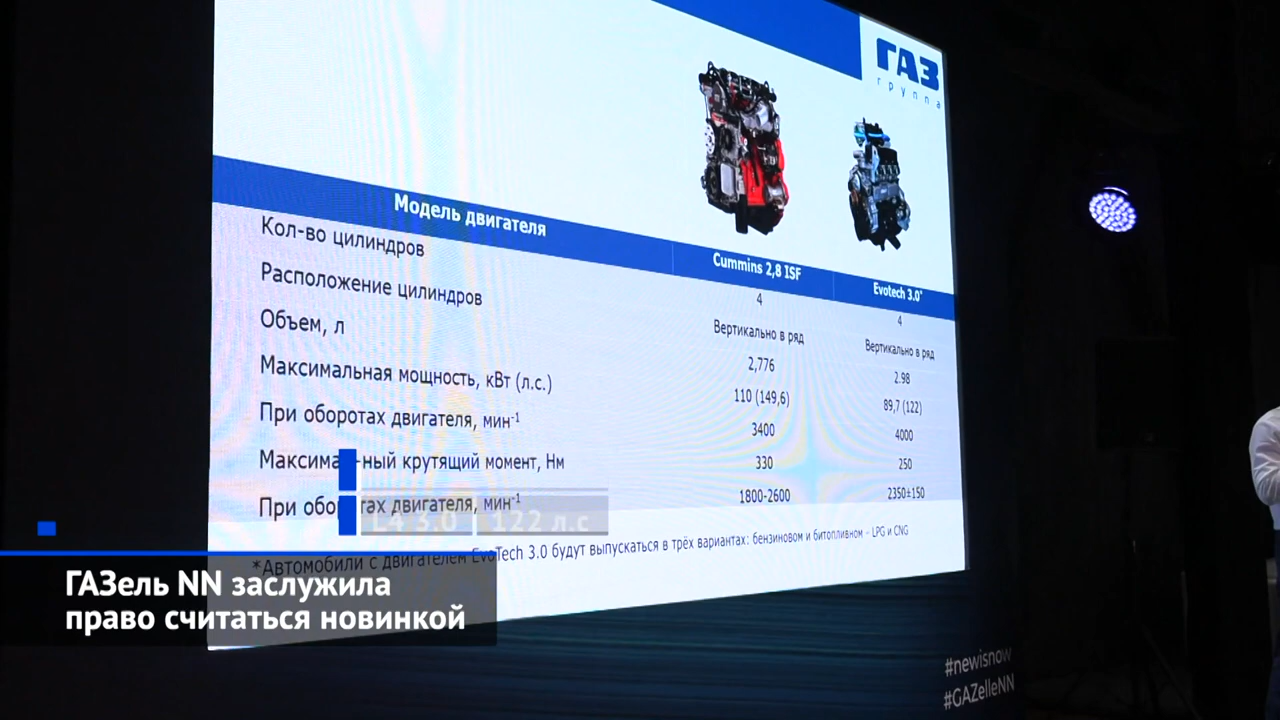 ГАЗ
группа
Модель двигателя Cummins 2,8 ISF Evotech 3.0*
Кол-во цилиндров 4 4
Расположение цилиндров Вертикально в ряд Вертикально в ряд
Объем, л 2,776 2.98
Максимальная мощность, кВт (л.с.) 110 (149,6) 89,7 (122)
При оборотах двигателя, мин-1 3400 4000
Максимальный крутящий момент, Нм 330 250
При оборотах двигателя, мин-1 1800-2600 2350±150
L4 3.0 122 л.с
*Автомобили с двигателем EvoTech 3.0 будут выпускаться в трёх вариантах: бензиновом и битопливном – LPG и CNG
ГАЗель NN заслужила
право считаться новинкой
#newisnow
#GAZelleNN